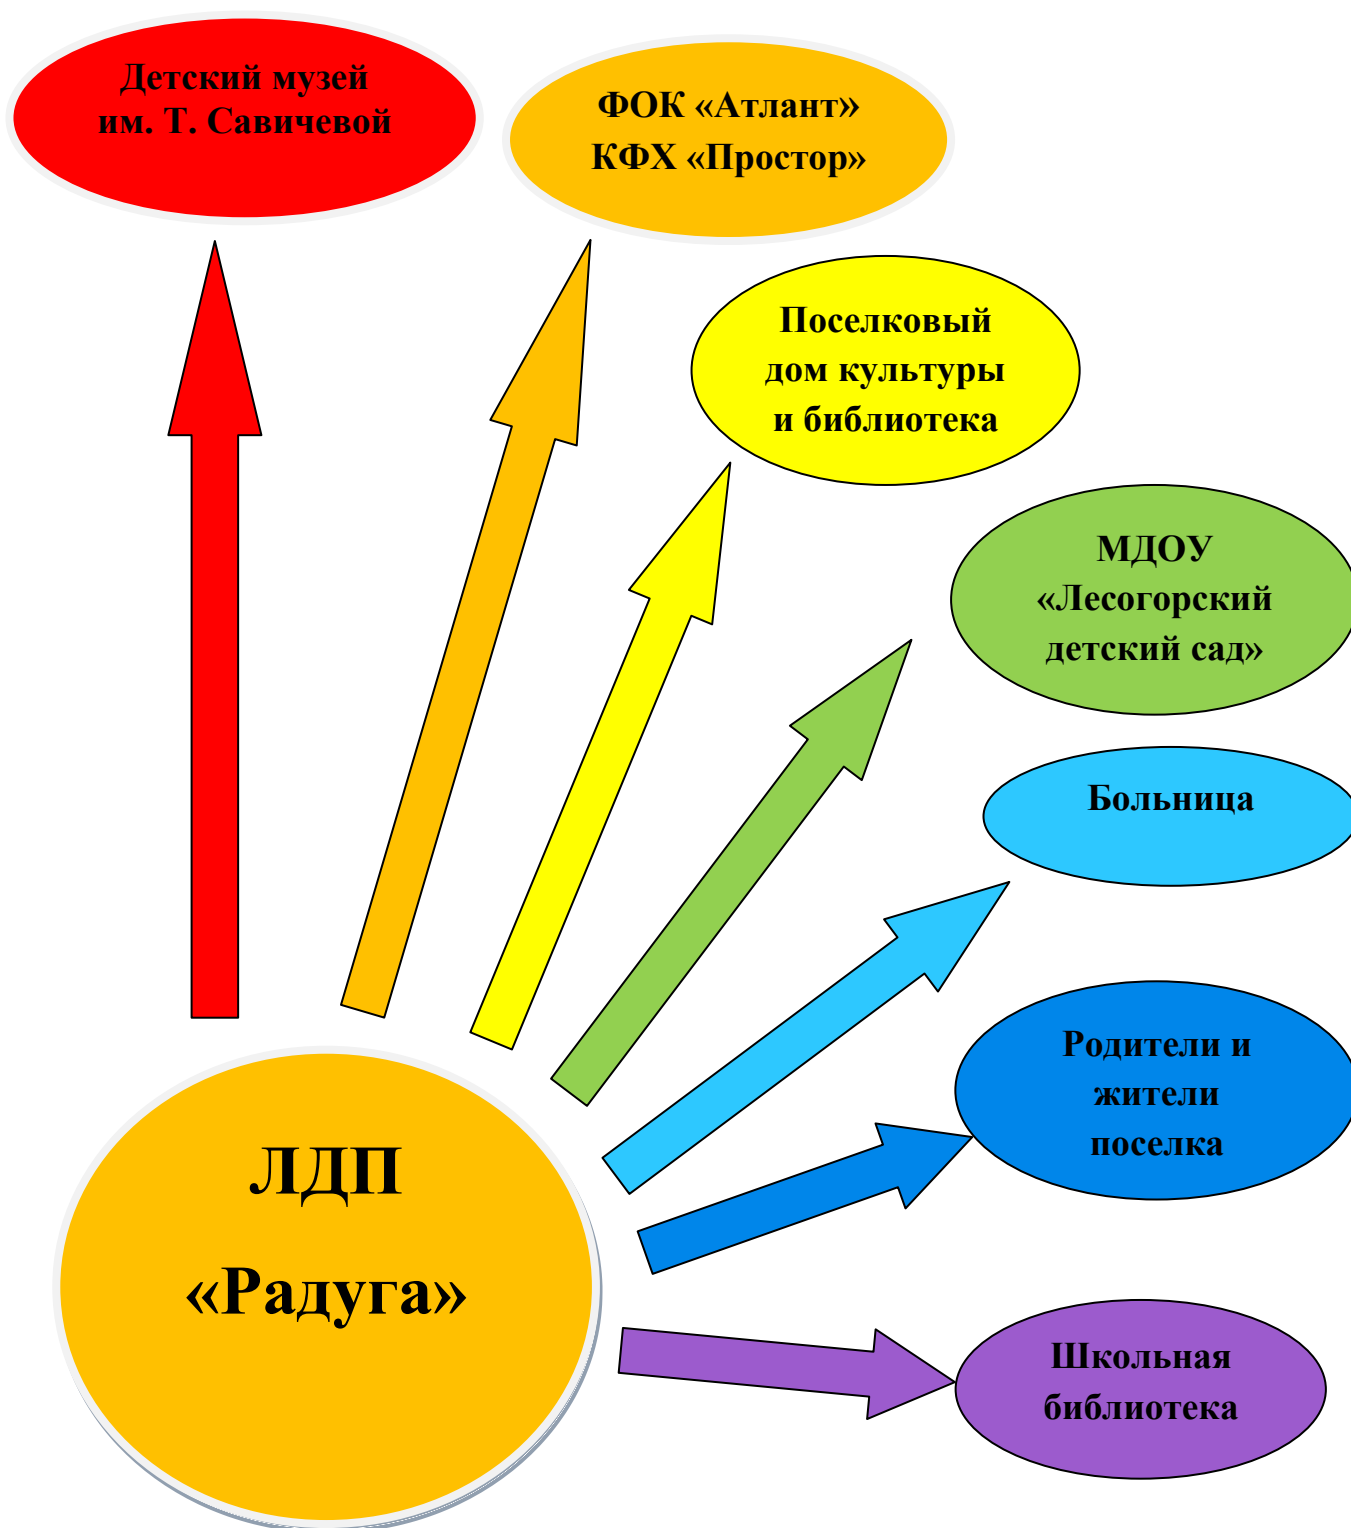 Детский музей
им. Т. Савичевой
ФОК «Атлант»
КФХ «Простор»
Поселковый
дом культуры
и библиотека
МДОУ
«Лесогорский
детский сад»
Больница
Родители и
жители
поселка
ЛДП
«Радуга»
Школьная
библиотека